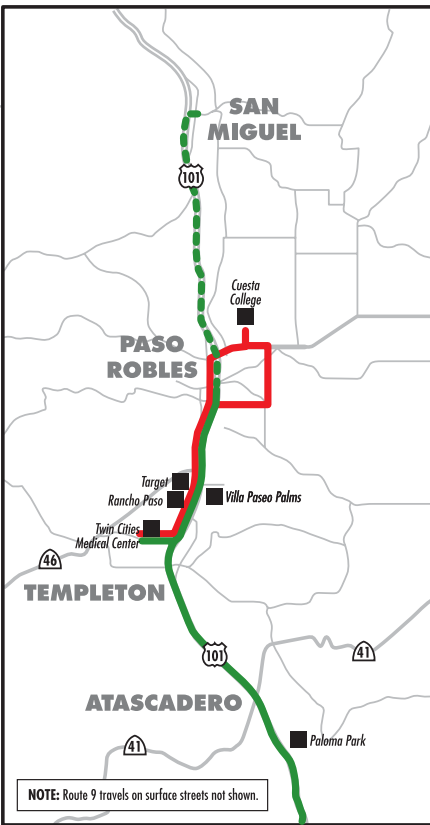 SAN
MIGUEL
101
Cuesta
College
PASO
ROBLES
Target
Rancho Paso
Villa Paseo Palms
Twin Cities
Medical Center
46
TEMPLETON
101
41
ATASCADERO
41
Paloma Park
NOTE: Route 9 travels on surface streets not shown.